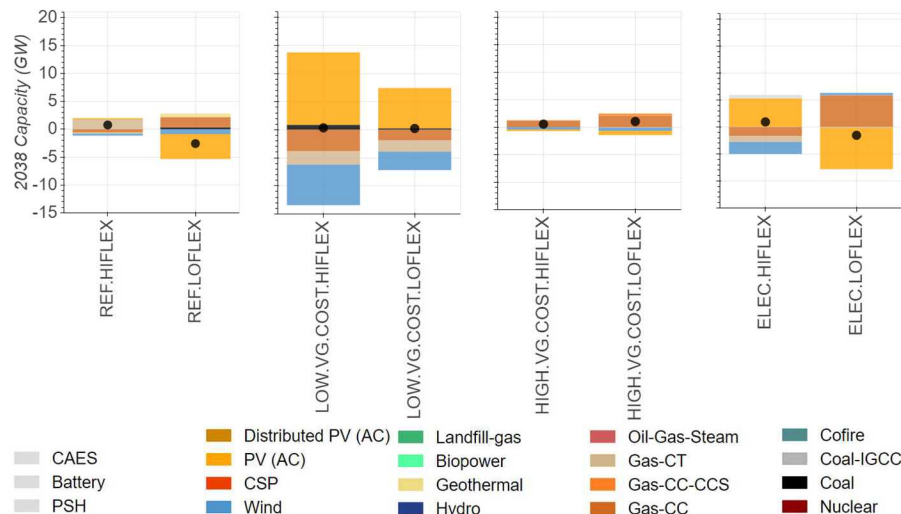 2038 Capacity (GW)
20
15
10
5
0
-5
-10
-15
REF.HIFLEX
REF.LOFLEX
LOW.VG.COST.HIFLEX
LOW.VG.COST.LOFLEX
HIGH.VG.COST.HIFLEX
HIGH.VG.COST.LOFLEX
ELEC.HIFLEX
ELEC.LOFLEX
CAES
Battery
PSH
Distributed PV (AC)
PV (AC)
CSP
Wind
Landfill-gas
Biopower
Geothermal
Hydro
Oil-Gas-Steam
Gas-CT
Gas-CC-CCS
Gas-CC
Cofire
Coal-IGCC
Coal
Nuclear